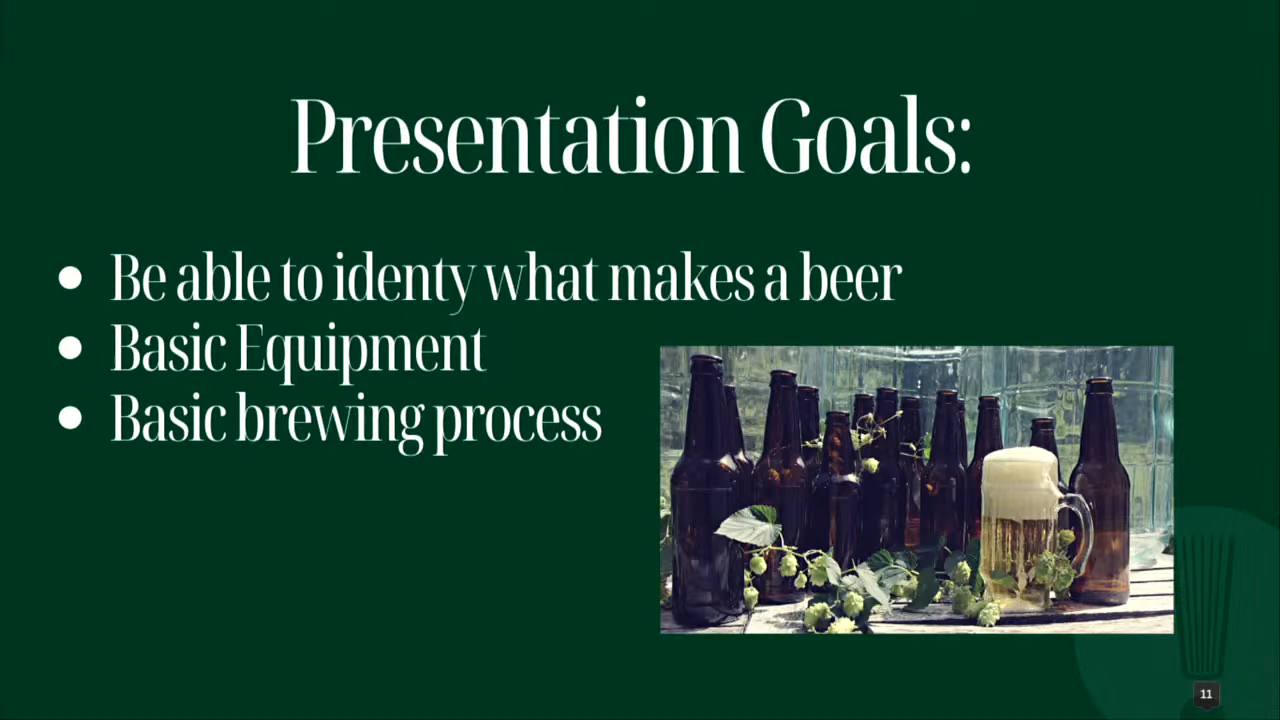 Presentation Goals:
Be able to identy what makes a beer
Basic Equipment
Basic brewing process
11